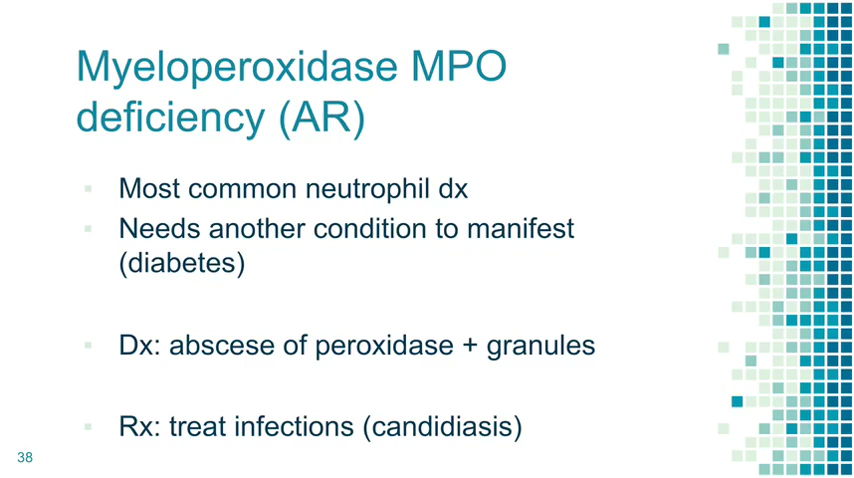 Myeloperoxidase MPO
deficiency (AR)
▪ Most common neutrophil dx
▪ Needs another condition to manifest
(diabetes)
▪ Dx: abscese of peroxidase + granules
▪ Rx: treat infections (candidiasis)
38